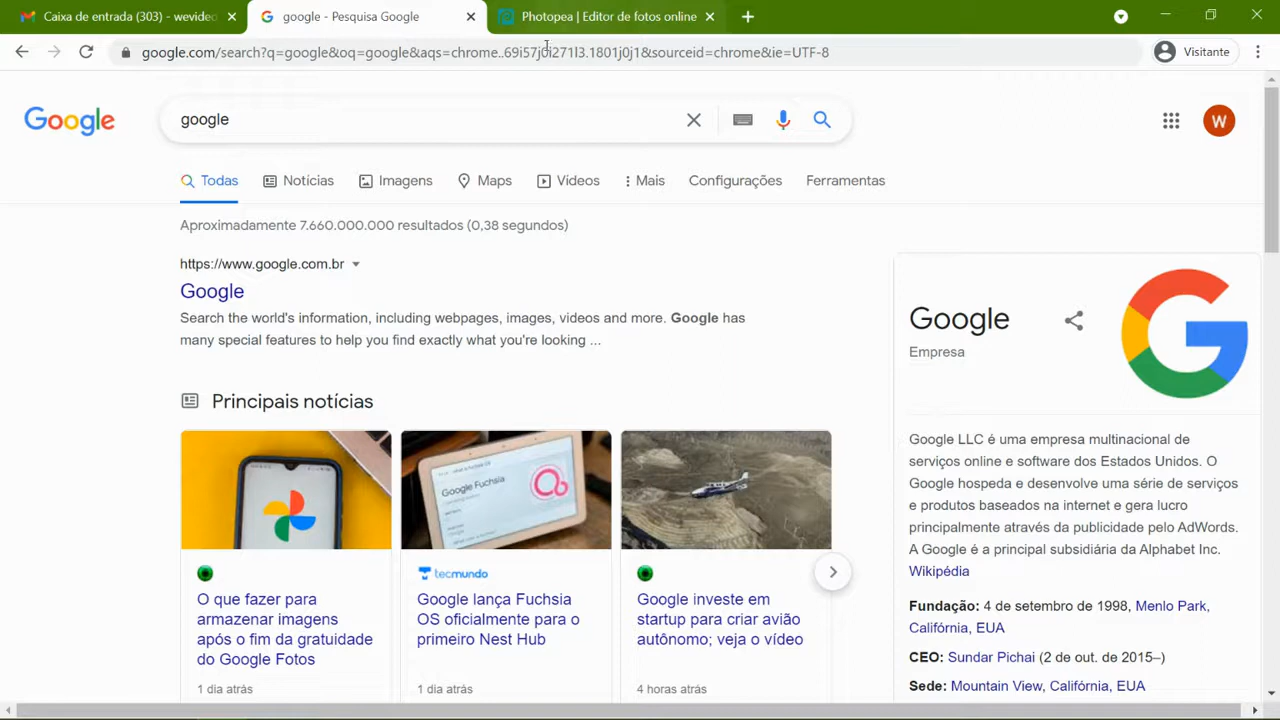 Caixa de entrada (303) - wevideo
google - Pesquisa Google
Photopea | Editor de fotos online
google.com/search?q=google&oq=google&aqs=chrome..69i57j0i271l3.1801j0j1&sourceid=chrome&ie=UTF-8
Visitante
Google
google
W
Todas
Notícias
Imagens
Maps
Vídeos
Mais
Configurações
Ferramentas
Aproximadamente 7.660.000.000 resultados (0,38 segundos)
https://www.google.com.br
Google
Search the world's information, including webpages, images, videos and more. Google has
many special features to help you find exactly what you're looking ...
Principais notícias
Google Fuchsia
O que fazer para
armazenar imagens
após o fim da gratuidade
do Google Fotos
1 dia atrás
tecmundo
Google lança Fuchsia
OS oficialmente para o
primeiro Nest Hub
1 dia atrás
Google investe em
startup para criar avião
autônomo; veja o vídeo
4 horas atrás
Google
Empresa
Google LLC é uma empresa multinacional de
serviços online e software dos Estados Unidos. O
Google hospeda e desenvolve uma série de serviços
e produtos baseados na internet e gera lucro
principalmente através da publicidade pelo AdWords.
A Google é a principal subsidiária da Alphabet Inc.
Wikipédia
Fundação: 4 de setembro de 1998, Menlo Park,
Califórnia, EUA
CEO: Sundar Pichai (2 de out. de 2015–)
Sede: Mountain View, Califórnia, EUA